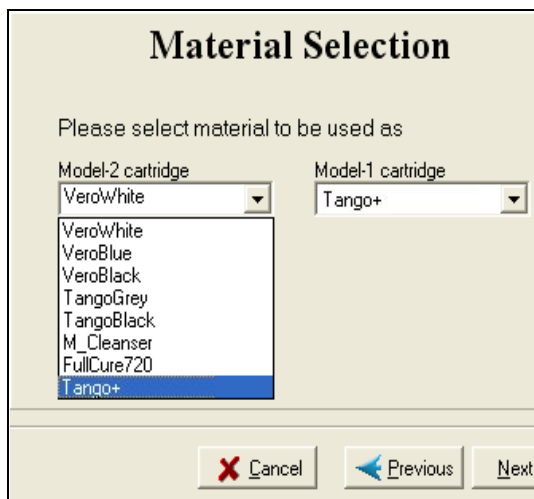 Material Selection
Please select material to be used as
Model-2 cartridge
Model-1 cartridge
VeroWhite
Tango+
VeroWhite
VeroBlue
VeroBlack
TangoGrey
TangoBlack
M_Cleanser
FullCure720
Tango+
Cancel
Previous
Next